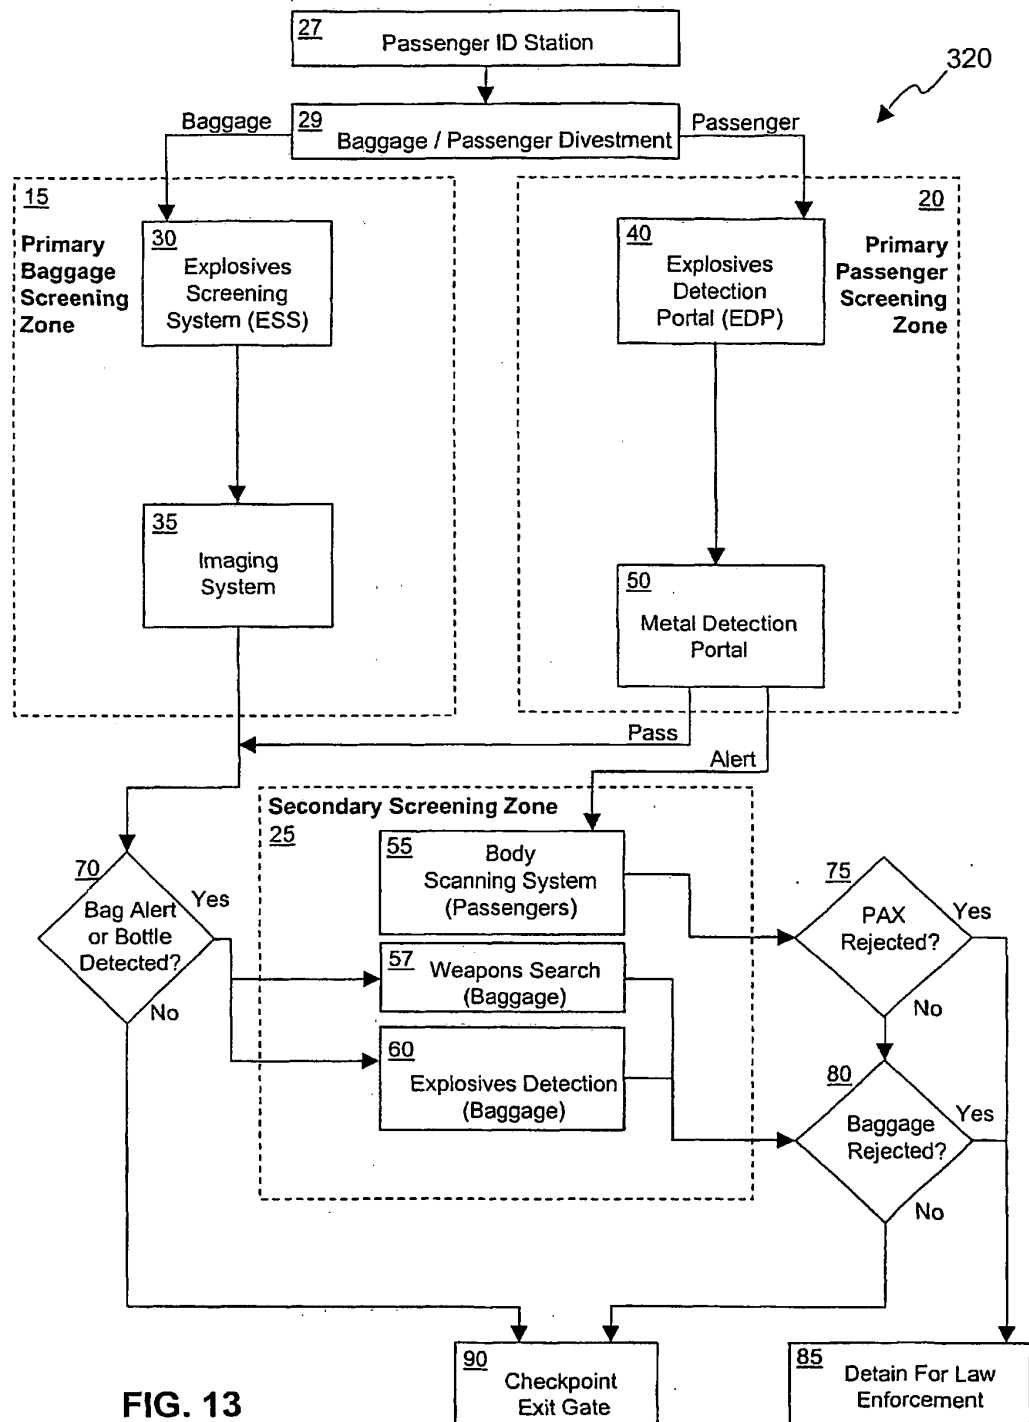 27
Passenger ID Station
320
Baggage
29
Baggage / Passenger Divestment
Passenger
15
Primary
Baggage
Screening
Zone
30
Explosives
Screening
System (ESS)
40
Explosives
Detection
Portal (EDP)
20
Primary
Passenger
Screening
Zone
35
Imaging
System
50
Metal Detection
Portal
Pass
Alert
Secondary Screening Zone
25
55
Body
Scanning System
(Passengers)
70
Bag Alert
or Bottle
Detected?
Yes
No
57
Weapons Search
(Baggage)
60
Explosives Detection
(Baggage)
75
PAX
Rejected?
Yes
No
80
Baggage
Rejected?
Yes
No
90
Checkpoint
Exit Gate
85
Detain For Law
Enforcement
FIG. 13